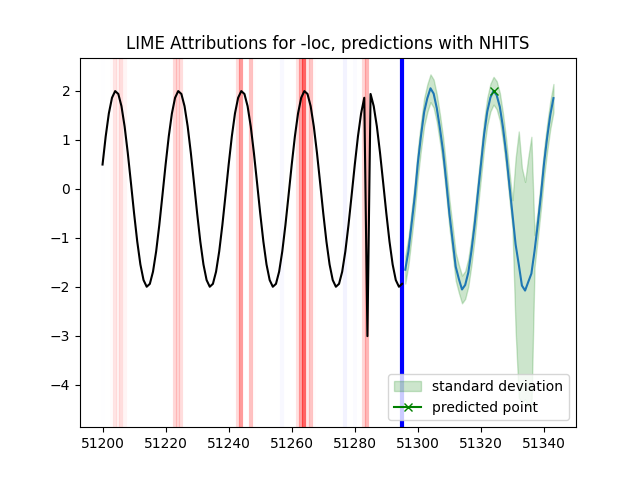 LIME Attributions for -loc, predictions with NHITS
2
1
0
−1
−2
−3
−4
standard deviation
predicted point
51200 51220 51240 51260 51280 51300 51320 51340